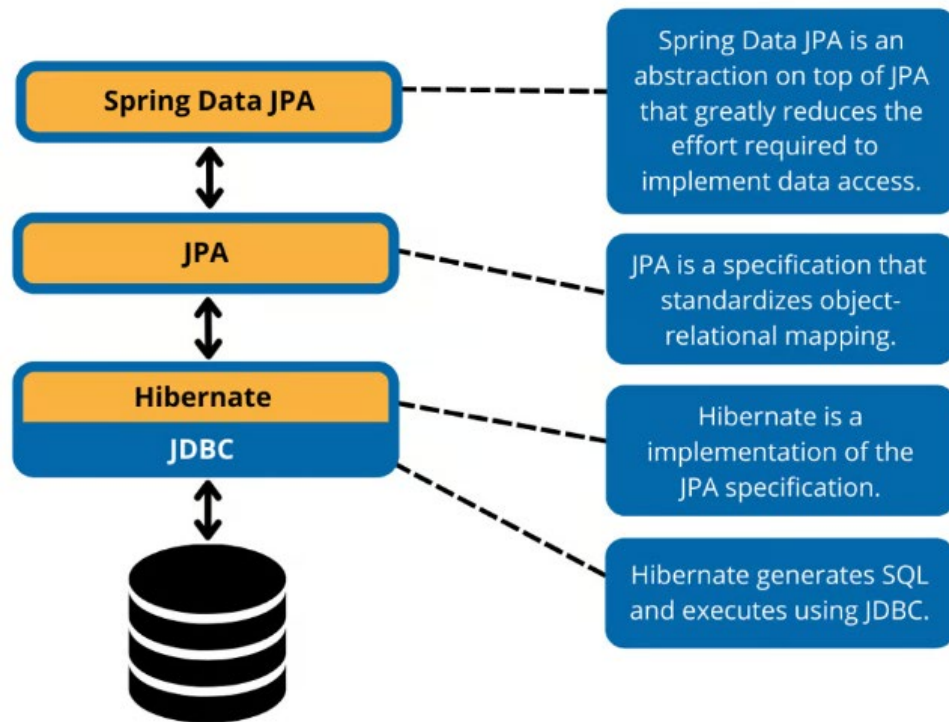 Spring Data JPA
Spring Data JPA is an
abstraction on top of JPA
that greatly reduces the
effort required to
implement data access.
JPA
JPA is a specification that
standardizes object-
relational mapping.
Hibernate
JDBC
Hibernate is a
implementation of the
JPA specification.
Hibernate generates SQL
and executes using JDBC.